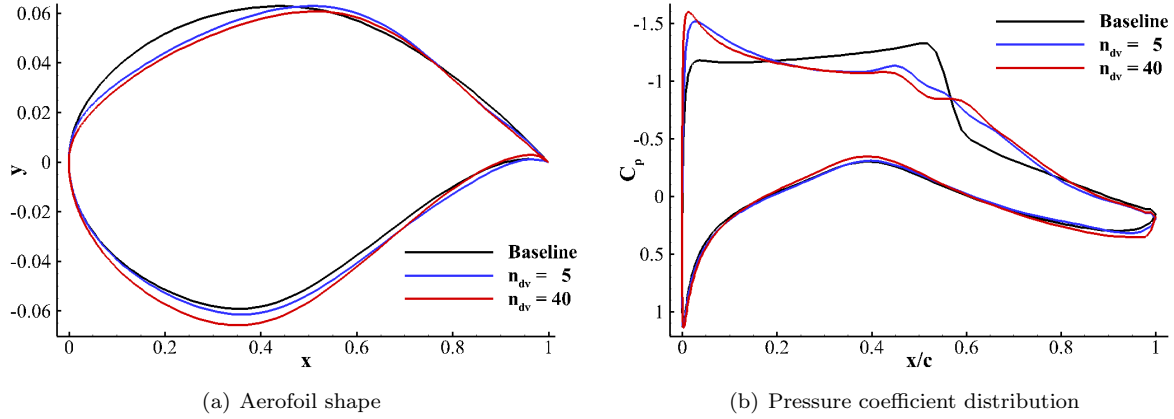 0.06
0.04
0.02
0
-0.02
-0.04
-0.06
y
0
0.2
0.4
0.6
0.8
1
x
Baseline
n_dv = 5
n_dv = 40
(a) Aerofoil shape
-1.5
-1
-0.5
0
0.5
1
C_p
0
0.2
0.4
0.6
0.8
1
x/c
Baseline
n_dv = 5
n_dv = 40
(b) Pressure coefficient distribution